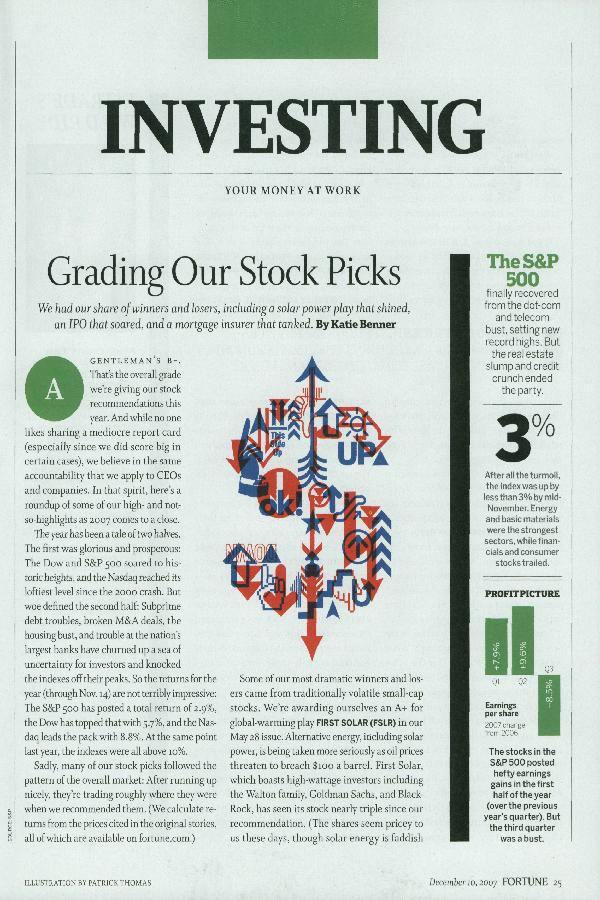 INVESTING
YOUR MONEY AT WORK
Grading Our Stock Picks
We had our share of winners and losers, including a solar power play that shined,
an IPO that soared, and a mortgage insurer that tanked. By Katie Benner
A GENTLEMAN'S B-.
That's the overall grade
we're giving our stock
recommendations this
year. And while no one
likes sharing a mediocre report card
(especially since we did score big in
certain cases), we believe in the same
accountability that we apply to CEOs
and companies. In that spirit, here's a
roundup of some of our high- and not-
so-highlights as 2007 comes to a close.
The year has been a tale of two halves.
The first was glorious and prosperous:
The Dow and S&P 500 soared to his-
toric heights, and the Nasdaq reached its
loftiest level since the 2000 crash. But
woe defined the second half: Subprime
debt troubles, broken M&A deals, the
housing bust, and trouble at the nation's
largest banks have churned up a sea of
uncertainty for investors and knocked
the indexes off their peaks. So the returns for the
year (through Nov. 14) are not terribly impressive:
The S&P 500 has posted a total return of 2.9%,
the Dow has topped that with 5.7%, and the Nas-
daq leads the pack with 8.8%. At the same point
last year, the indexes were all above 10%.
Sadly, many of our stock picks followed the
pattern of the overall market: After running up
nicely, they're trading roughly where they were
when we recommended them. (We calculate re-
turns from the prices cited in the original stories,
all of which are available on fortune.com.)
This
Side
Up
UP
ok!
Some of our most dramatic winners and los-
ers came from traditionally volatile small-cap
stocks. We're awarding ourselves an A+ for
global-warming play FIRST SOLAR (FSLR) in our
May 28 issue. Alternative energy, including solar
power, is being taken more seriously as oil prices
threaten to breach $100 a barrel. First Solar,
which boasts high-wattage investors including
the Walton family, Goldman Sachs, and Black-
Rock, has seen its stock nearly triple since our
recommendation. (The shares seem pricey to
us these days, though solar energy is faddish
The S&P
500
finally recovered
from the dot-com
and telecom
bust, setting new
record highs. But
the real estate
slump and credit
crunch ended
the party.
3%
After all the turmoil,
the index was up by
less than 3% by mid-
November. Energy
and basic materials
were the strongest
sectors, while finan-
cials and consumer
stocks trailed.
PROFIT PICTURE
+7.9%
+9.6%
-8.5%
Q1
Q2
Q3
Earnings
per share
2007 change
from 2006
The stocks in the
S&P 500 posted
hefty earnings
gains in the first
half of the year
(over the previous
year's quarter). But
the third quarter
was a bust.
SOURCE: S&P
ILLUSTRATION BY PATRICK THOMAS
December 10, 2007 FORTUNE 25